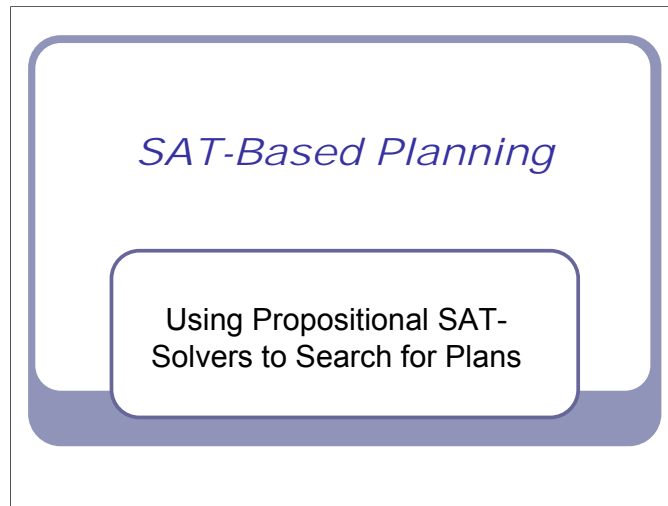 SAT-Based Planning
Using Propositional SAT-
Solvers to Search for Plans